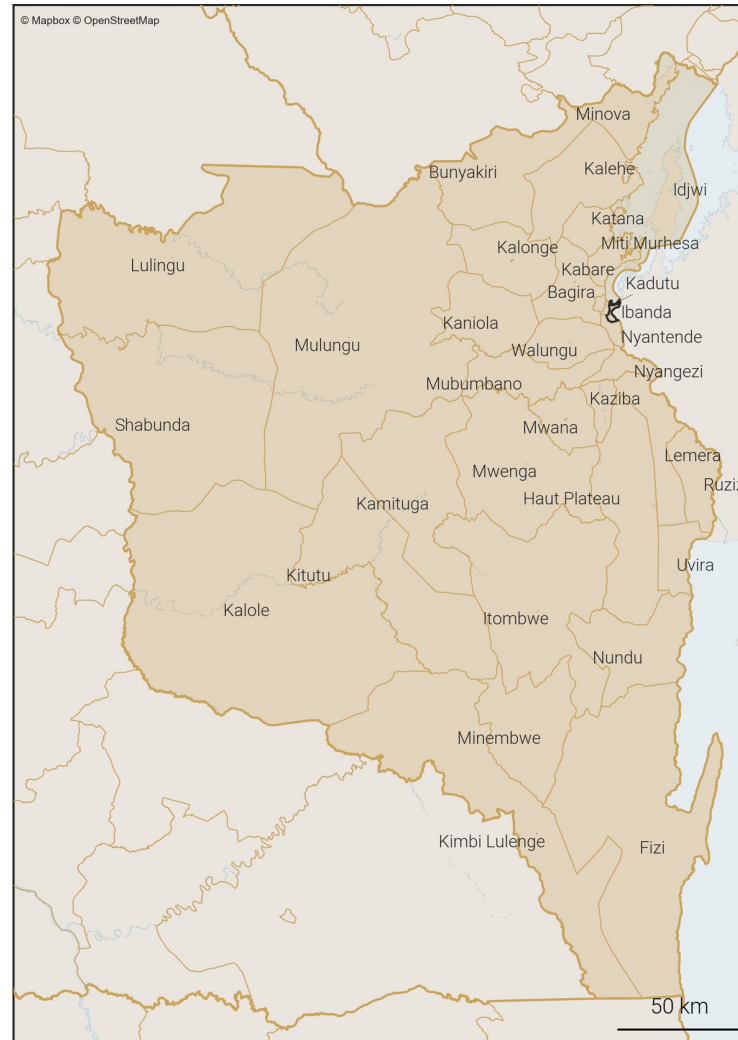 © Mapbox © OpenStreetMap
Minova
Bunyakiri
Kalehe
Idjwi
Katana
Kalonge
Miti Murhesa
Lulingu
Kabare
Kadutu
Bagira
Ibanda
Kaniola
Nyantende
Mulungu
Walungu
Nyangezi
Mubumbano
Kaziba
Shabunda
Mwana
Lemera
Mwenga
Ruziz
Haut Plateau
Kamituga
Uvira
Kitutu
Kalole
Itombwe
Nundu
Minembwe
Kimbi Lulenge
Fizi
50 km